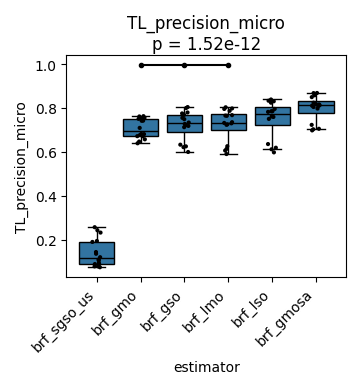 TL_precision_micro
p = 1.52e-12
TL_precision_micro
1.0
0.8
0.6
0.4
0.2
brf_sgso_us
brf_gmo
brf_gso
brf_lmo
brf_lso
brf_gmosa
estimator